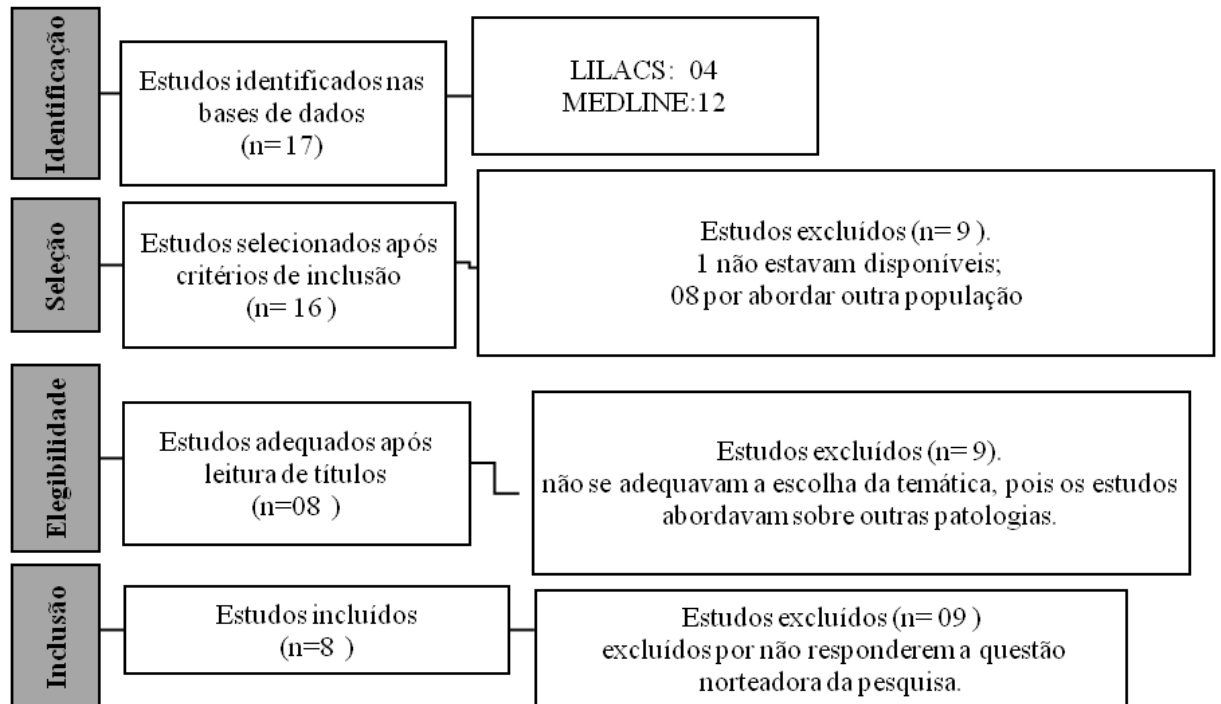 Identificação
Estudos identificados nas
bases de dados
(n=17)
LILACS: 04
MEDLINE:12
Seleção
Estudos selecionados após
critérios de inclusão
(n= 16 )
Estudos excluídos (n= 9 ).
1 não estavam disponíveis;
08 por abordar outra população
Elegibilidade
Estudos adequados após
leitura de títulos
(n=08 )
Estudos excluídos (n= 9).
não se adequavam a escolha da temática, pois os estudos
abordavam sobre outras patologias.
Inclusão
Estudos incluídos
(n=8 )
Estudos excluídos (n= 09 )
excluídos por não responderem a questão
norteadora da pesquisa.